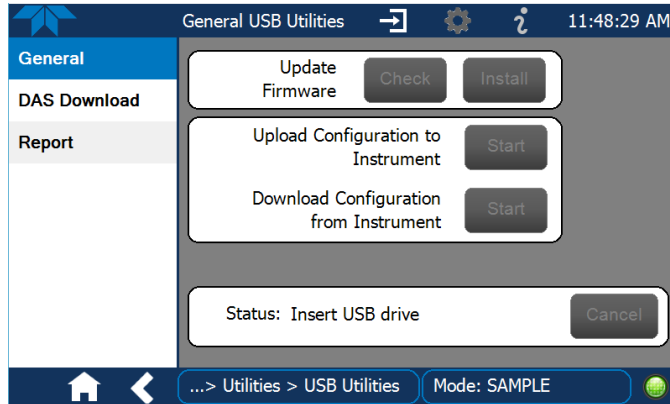 General USB Utilities
11:48:29 AM
General
DAS Download
Report
Update
Firmware
Check
Install
Upload Configuration to
Instrument
Start
Download Configuration
from Instrument
Start
Status: Insert USB drive
Cancel
...> Utilities > USB Utilities
Mode: SAMPLE